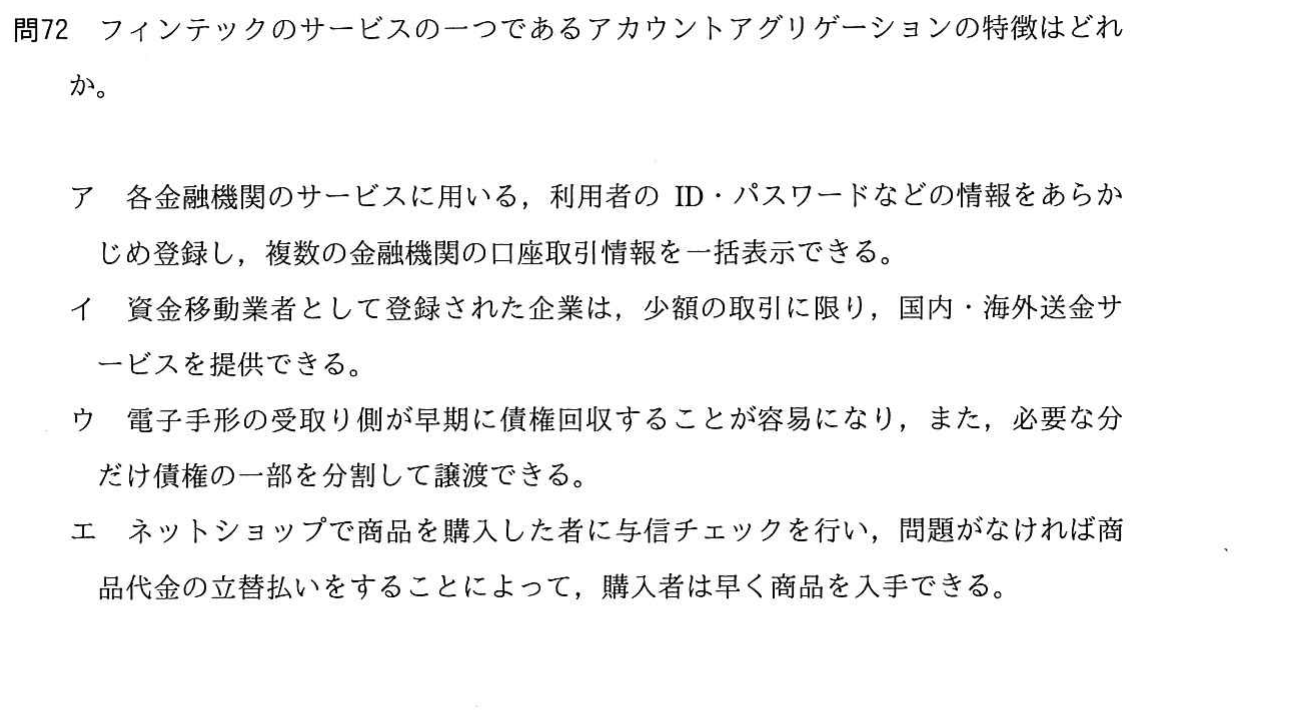 問72　フィンテックのサービスの一つであるアカウントアグリゲーションの特徴はどれ
か。
ア　各金融機関のサービスに用いる，利用者の ID・パスワードなどの情報をあらか
じめ登録し，複数の金融機関の口座取引情報を一括表示できる。
イ　資金移動業者として登録された企業は，少額の取引に限り，国内・海外送金サ
ービスを提供できる。
ウ　電子手形の受取り側が早期に債権回収することが容易になり，また，必要な分
だけ債権の一部を分割して譲渡できる。
エ　ネットショップで商品を購入した者に与信チェックを行い，問題がなければ商
品代金の立替払いをすることによって，購入者は早く商品を入手できる。